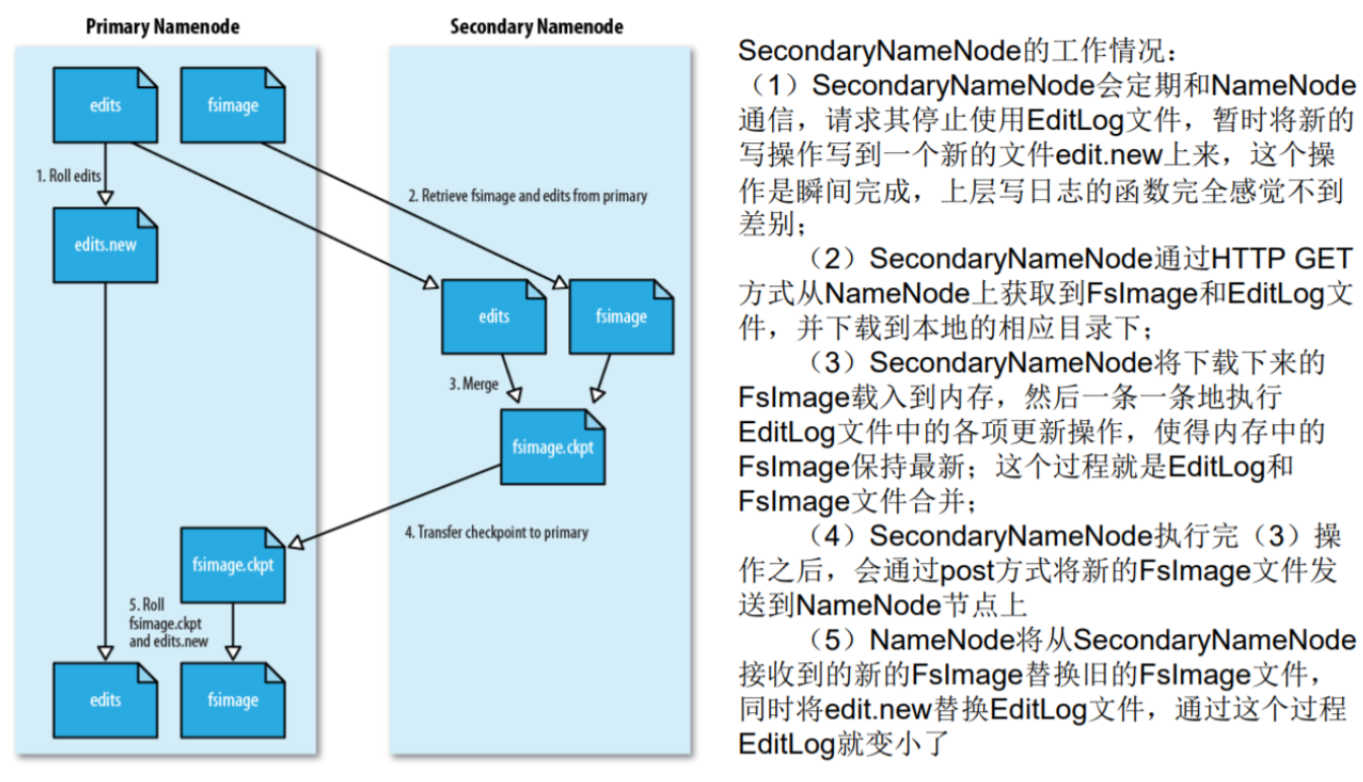 Primary Namenode
Secondary Namenode
edits
fsimage
1. Roll edits
2. Retrieve fsimage and edits from primary
edits.new
edits
fsimage
3. Merge
fsimage.ckpt
4. Transfer checkpoint to primary
fsimage.ckpt
5. Roll
fsimage.ckpt
and edits.new
edits
fsimage
SecondaryNameNode的工作情况：
（1）SecondaryNameNode会定期和NameNode
通信，请求其停止使用EditLog文件，暂时将新的
写操作写到一个新的文件edit.new上来，这个操
作是瞬间完成，上层写日志的函数完全感觉不到
差别；
（2）SecondaryNameNode通过HTTP GET
方式从NameNode上获取到FsImage和EditLog文
件，并下载到本地的相应目录下；
（3）SecondaryNameNode将下载下来的
FsImage载入到内存，然后一条一条地执行
EditLog文件中的各项更新操作，使得内存中的
FsImage保持最新；这个过程就是EditLog和
FsImage文件合并；
（4）SecondaryNameNode执行完（3）操
作之后，会通过post方式将新的FsImage文件发
送到NameNode节点上
（5）NameNode将从SecondaryNameNode
接收到的新的FsImage替换旧的FsImage文件，
同时将edit.new替换EditLog文件，通过这个过程
EditLog就变小了